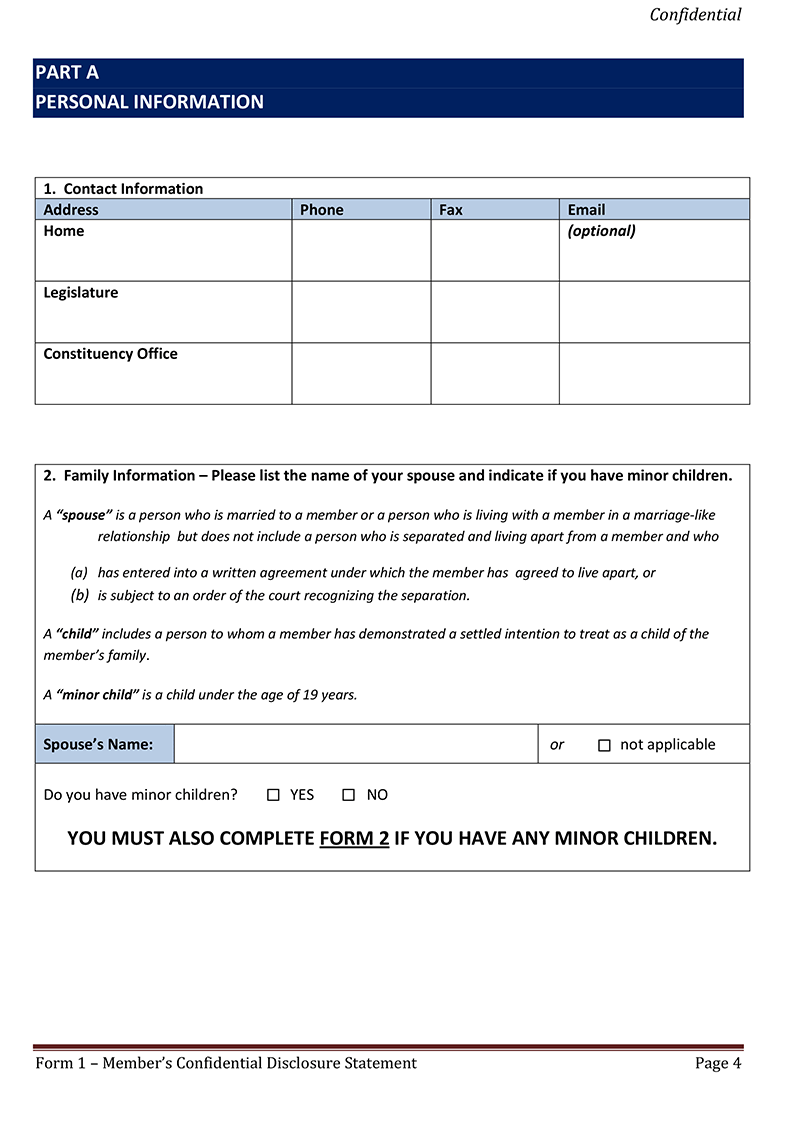 Confidential
PART A
PERSONAL INFORMATION
1. Contact Information
Address Phone Fax Email
Home (optional)
Legislature
Constituency Office
2. Family Information – Please list the name of your spouse and indicate if you have minor children.
A “spouse” is a person who is married to a member or a person who is living with a member in a marriage-like
relationship but does not include a person who is separated and living apart from a member and who
(a) has entered into a written agreement under which the member has agreed to live apart, or
(b) is subject to an order of the court recognizing the separation.
A “child” includes a person to whom a member has demonstrated a settled intention to treat as a child of the
member’s family.
A “minor child” is a child under the age of 19 years.
Spouse’s Name: or ☐ not applicable
Do you have minor children? ☐ YES ☐ NO
YOU MUST ALSO COMPLETE FORM 2 IF YOU HAVE ANY MINOR CHILDREN.
Form 1 – Member’s Confidential Disclosure Statement Page 4